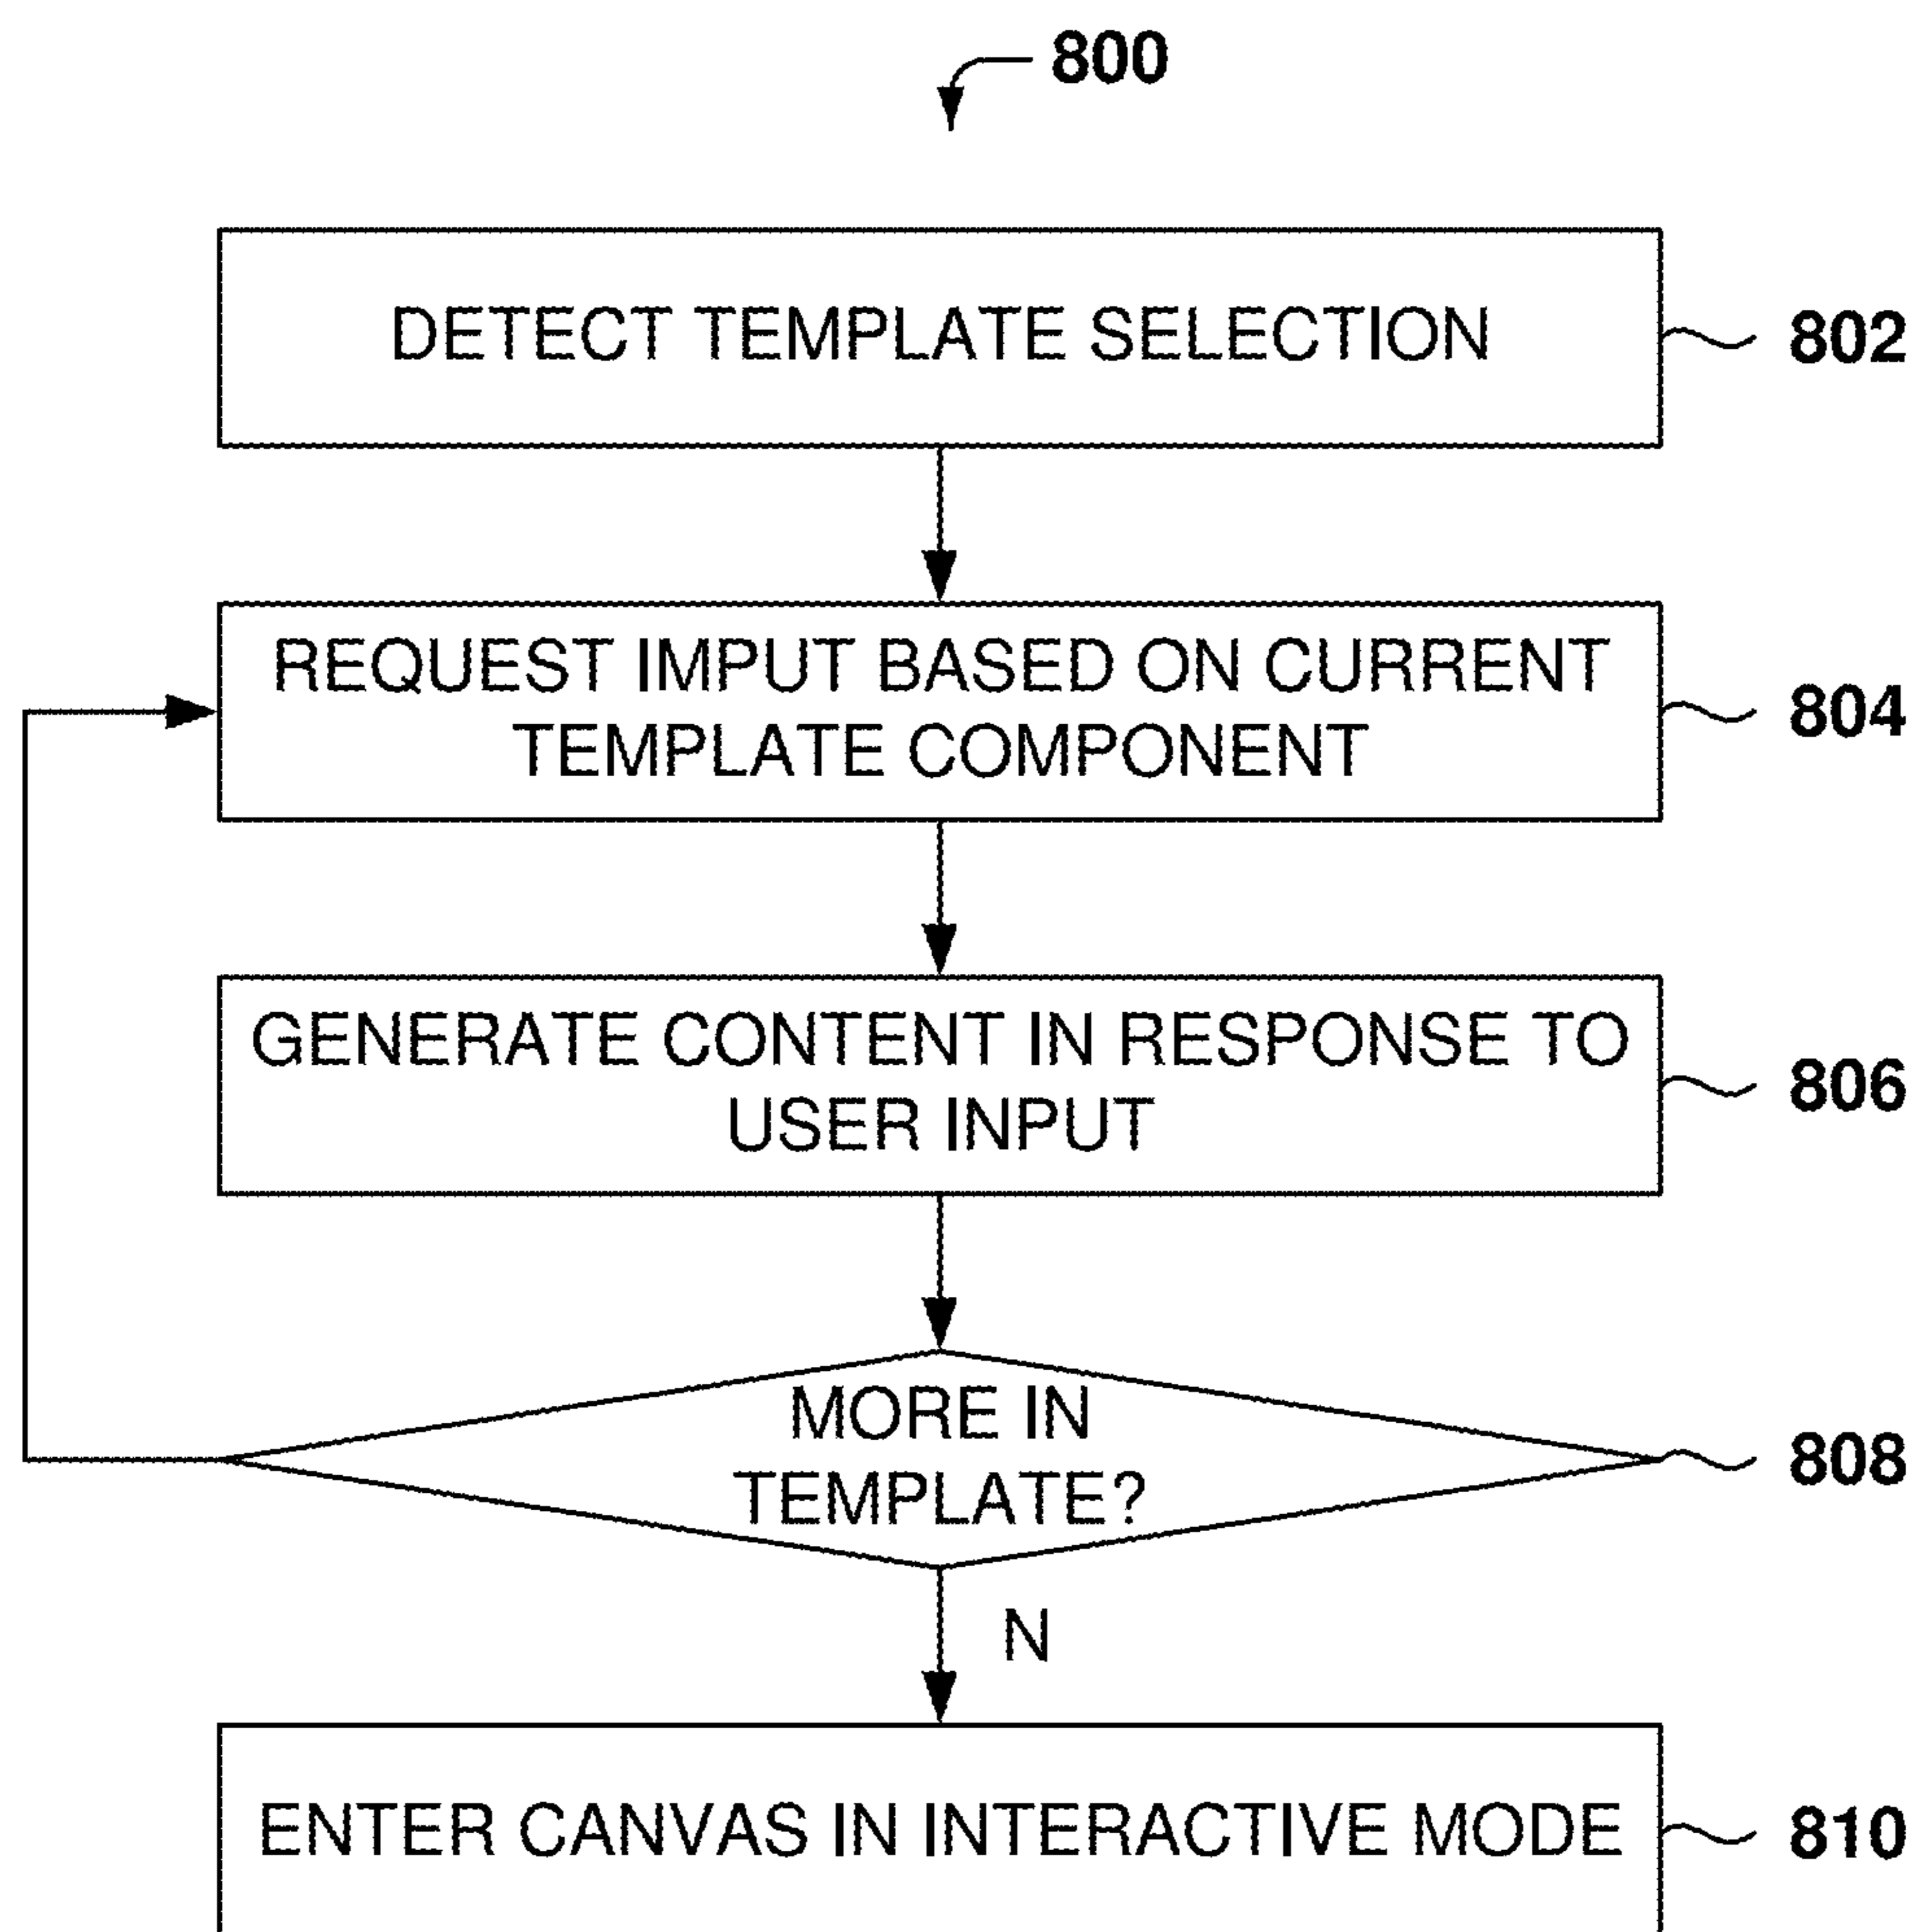 800
DETECT TEMPLATE SELECTION
802
REQUEST IMPUT BASED ON CURRENT
TEMPLATE COMPONENT
804
GENERATE CONTENT IN RESPONSE TO
USER INPUT
806
MORE IN
TEMPLATE?
808
N
ENTER CANVAS IN INTERACTIVE MODE
810